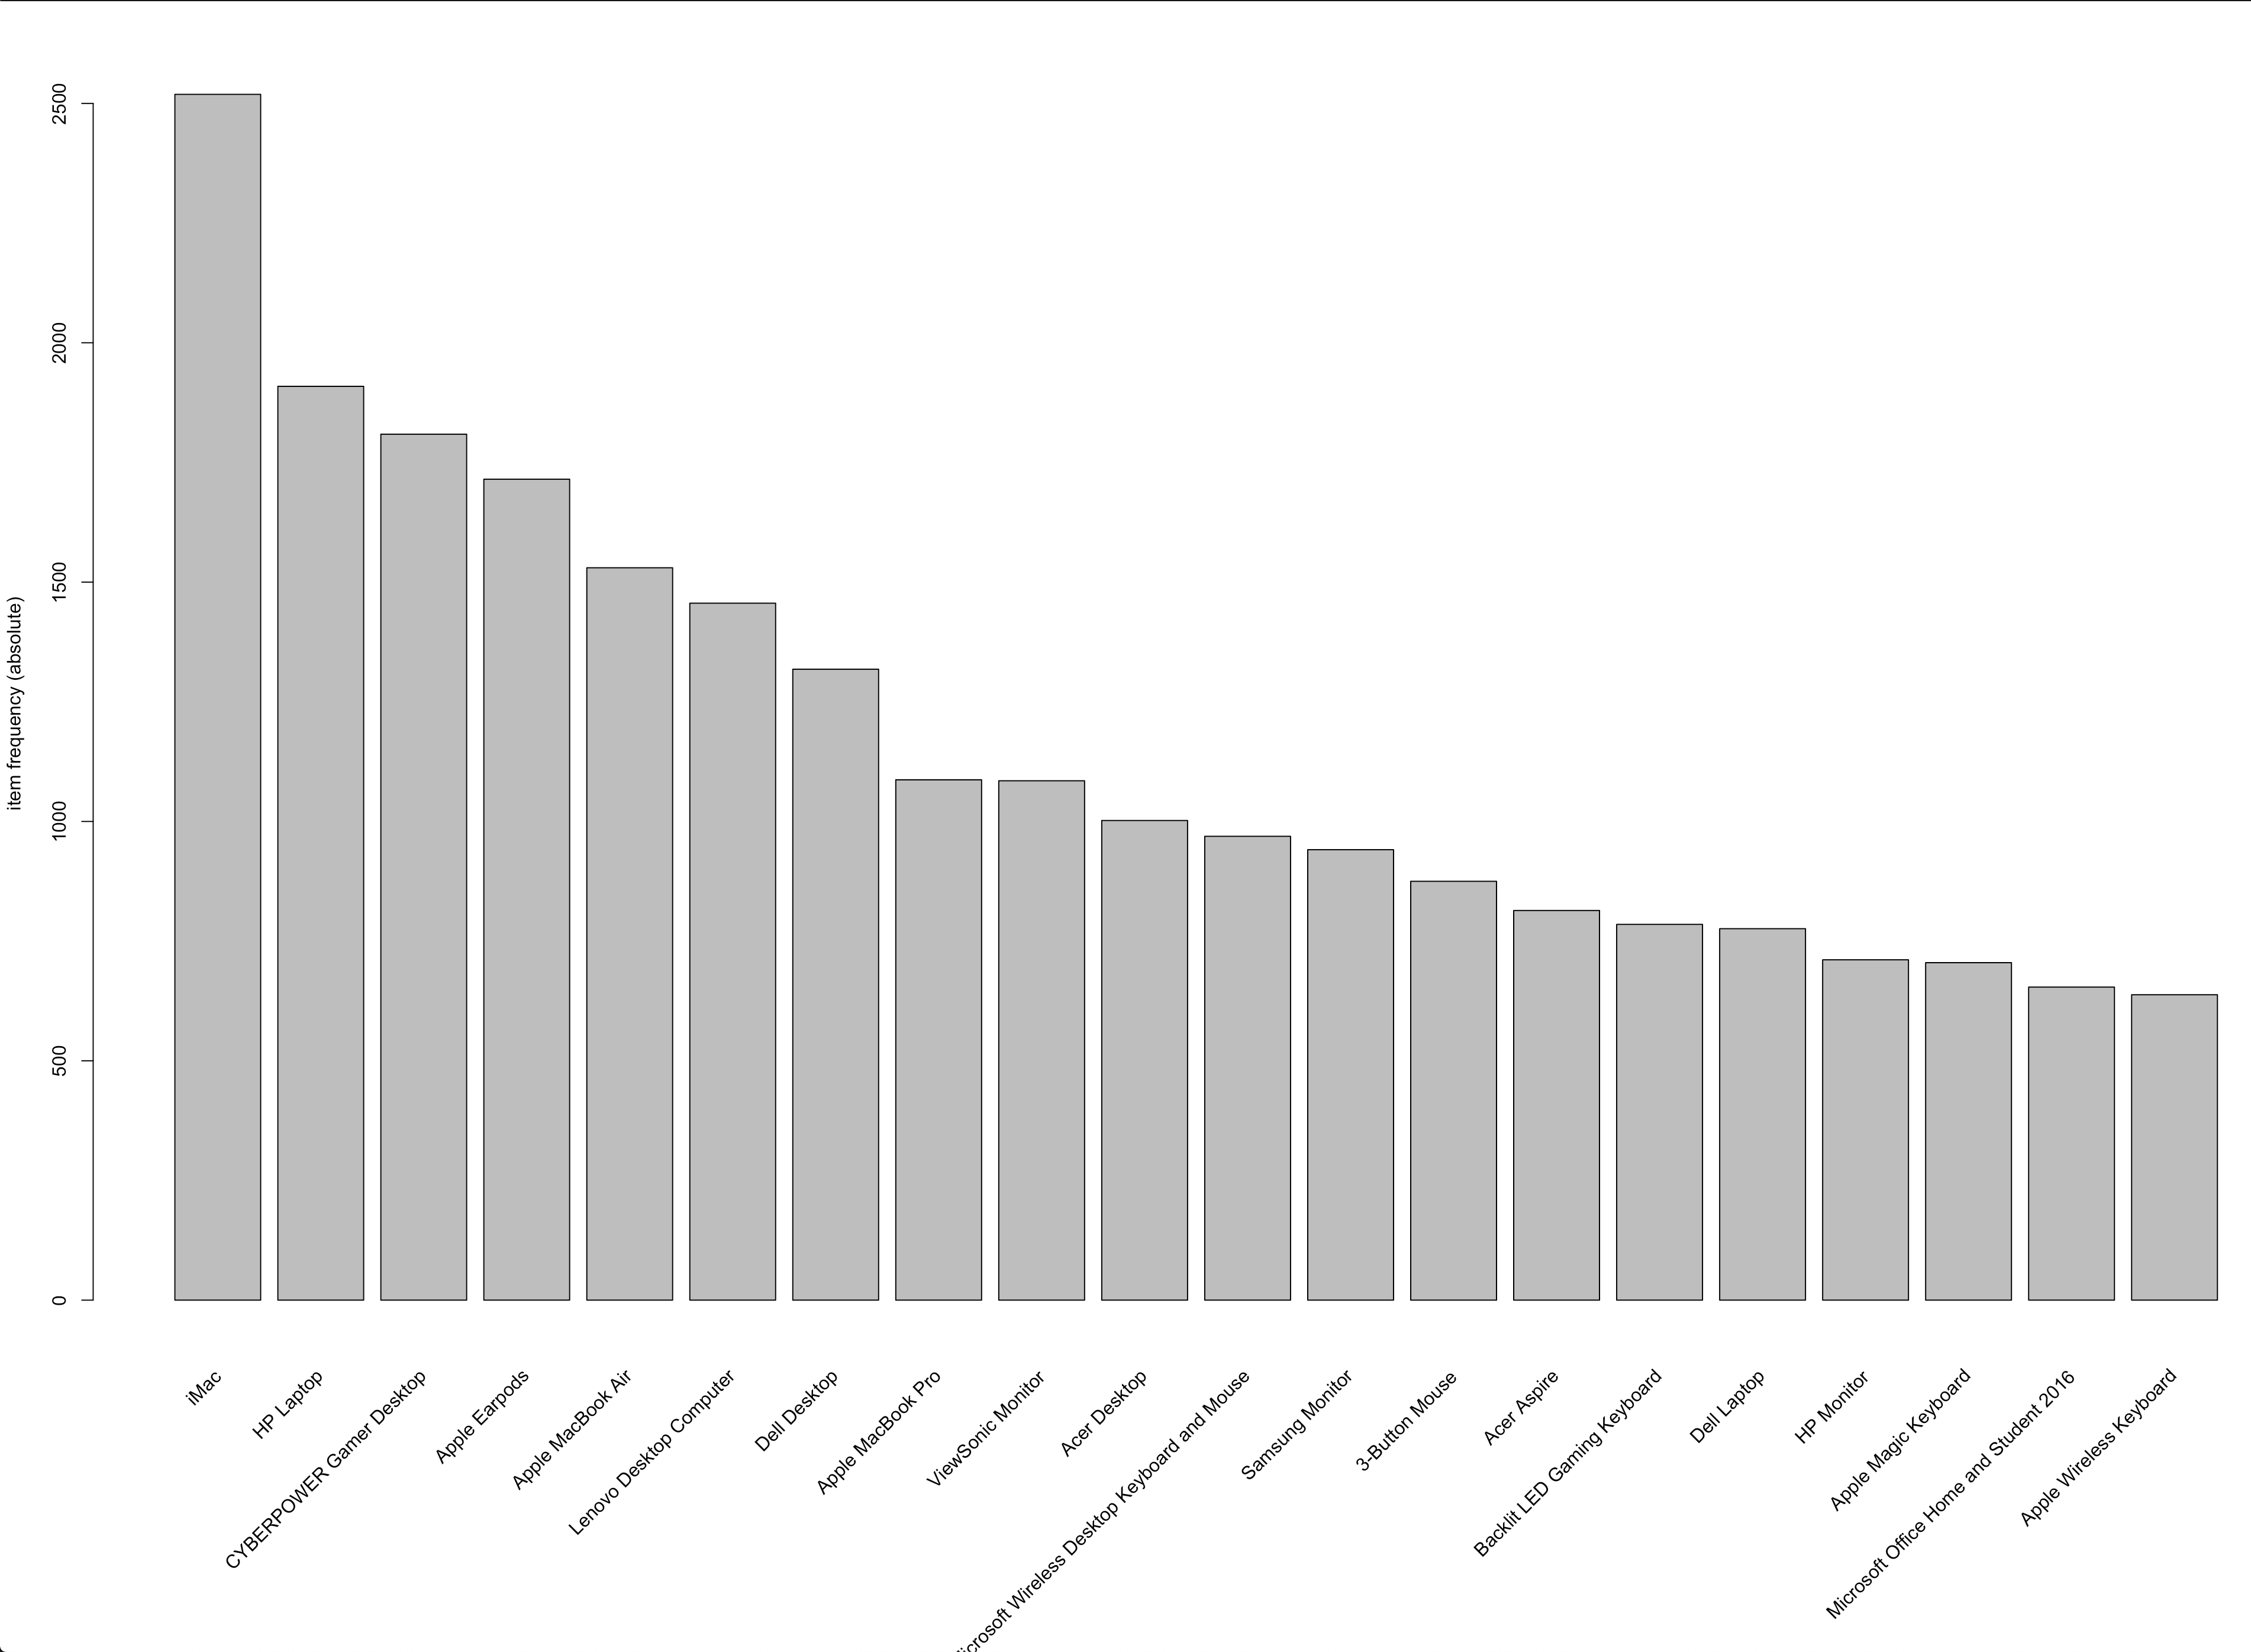 item frequency (absolute)
2500
2000
1500
1000
500
0
iMac
HP Laptop
CYBERPOWER Gamer Desktop
Apple Earpods
Apple MacBook Air
Lenovo Desktop Computer
Dell Desktop
Apple MacBook Pro
ViewSonic Monitor
Acer Desktop
icrosoft Wireless Desktop Keyboard and Mouse
Samsung Monitor
3-Button Mouse
Acer Aspire
Backlit LED Gaming Keyboard
Dell Laptop
HP Monitor
Apple Magic Keyboard
Microsoft Office Home and Student 2016
Apple Wireless Keyboard